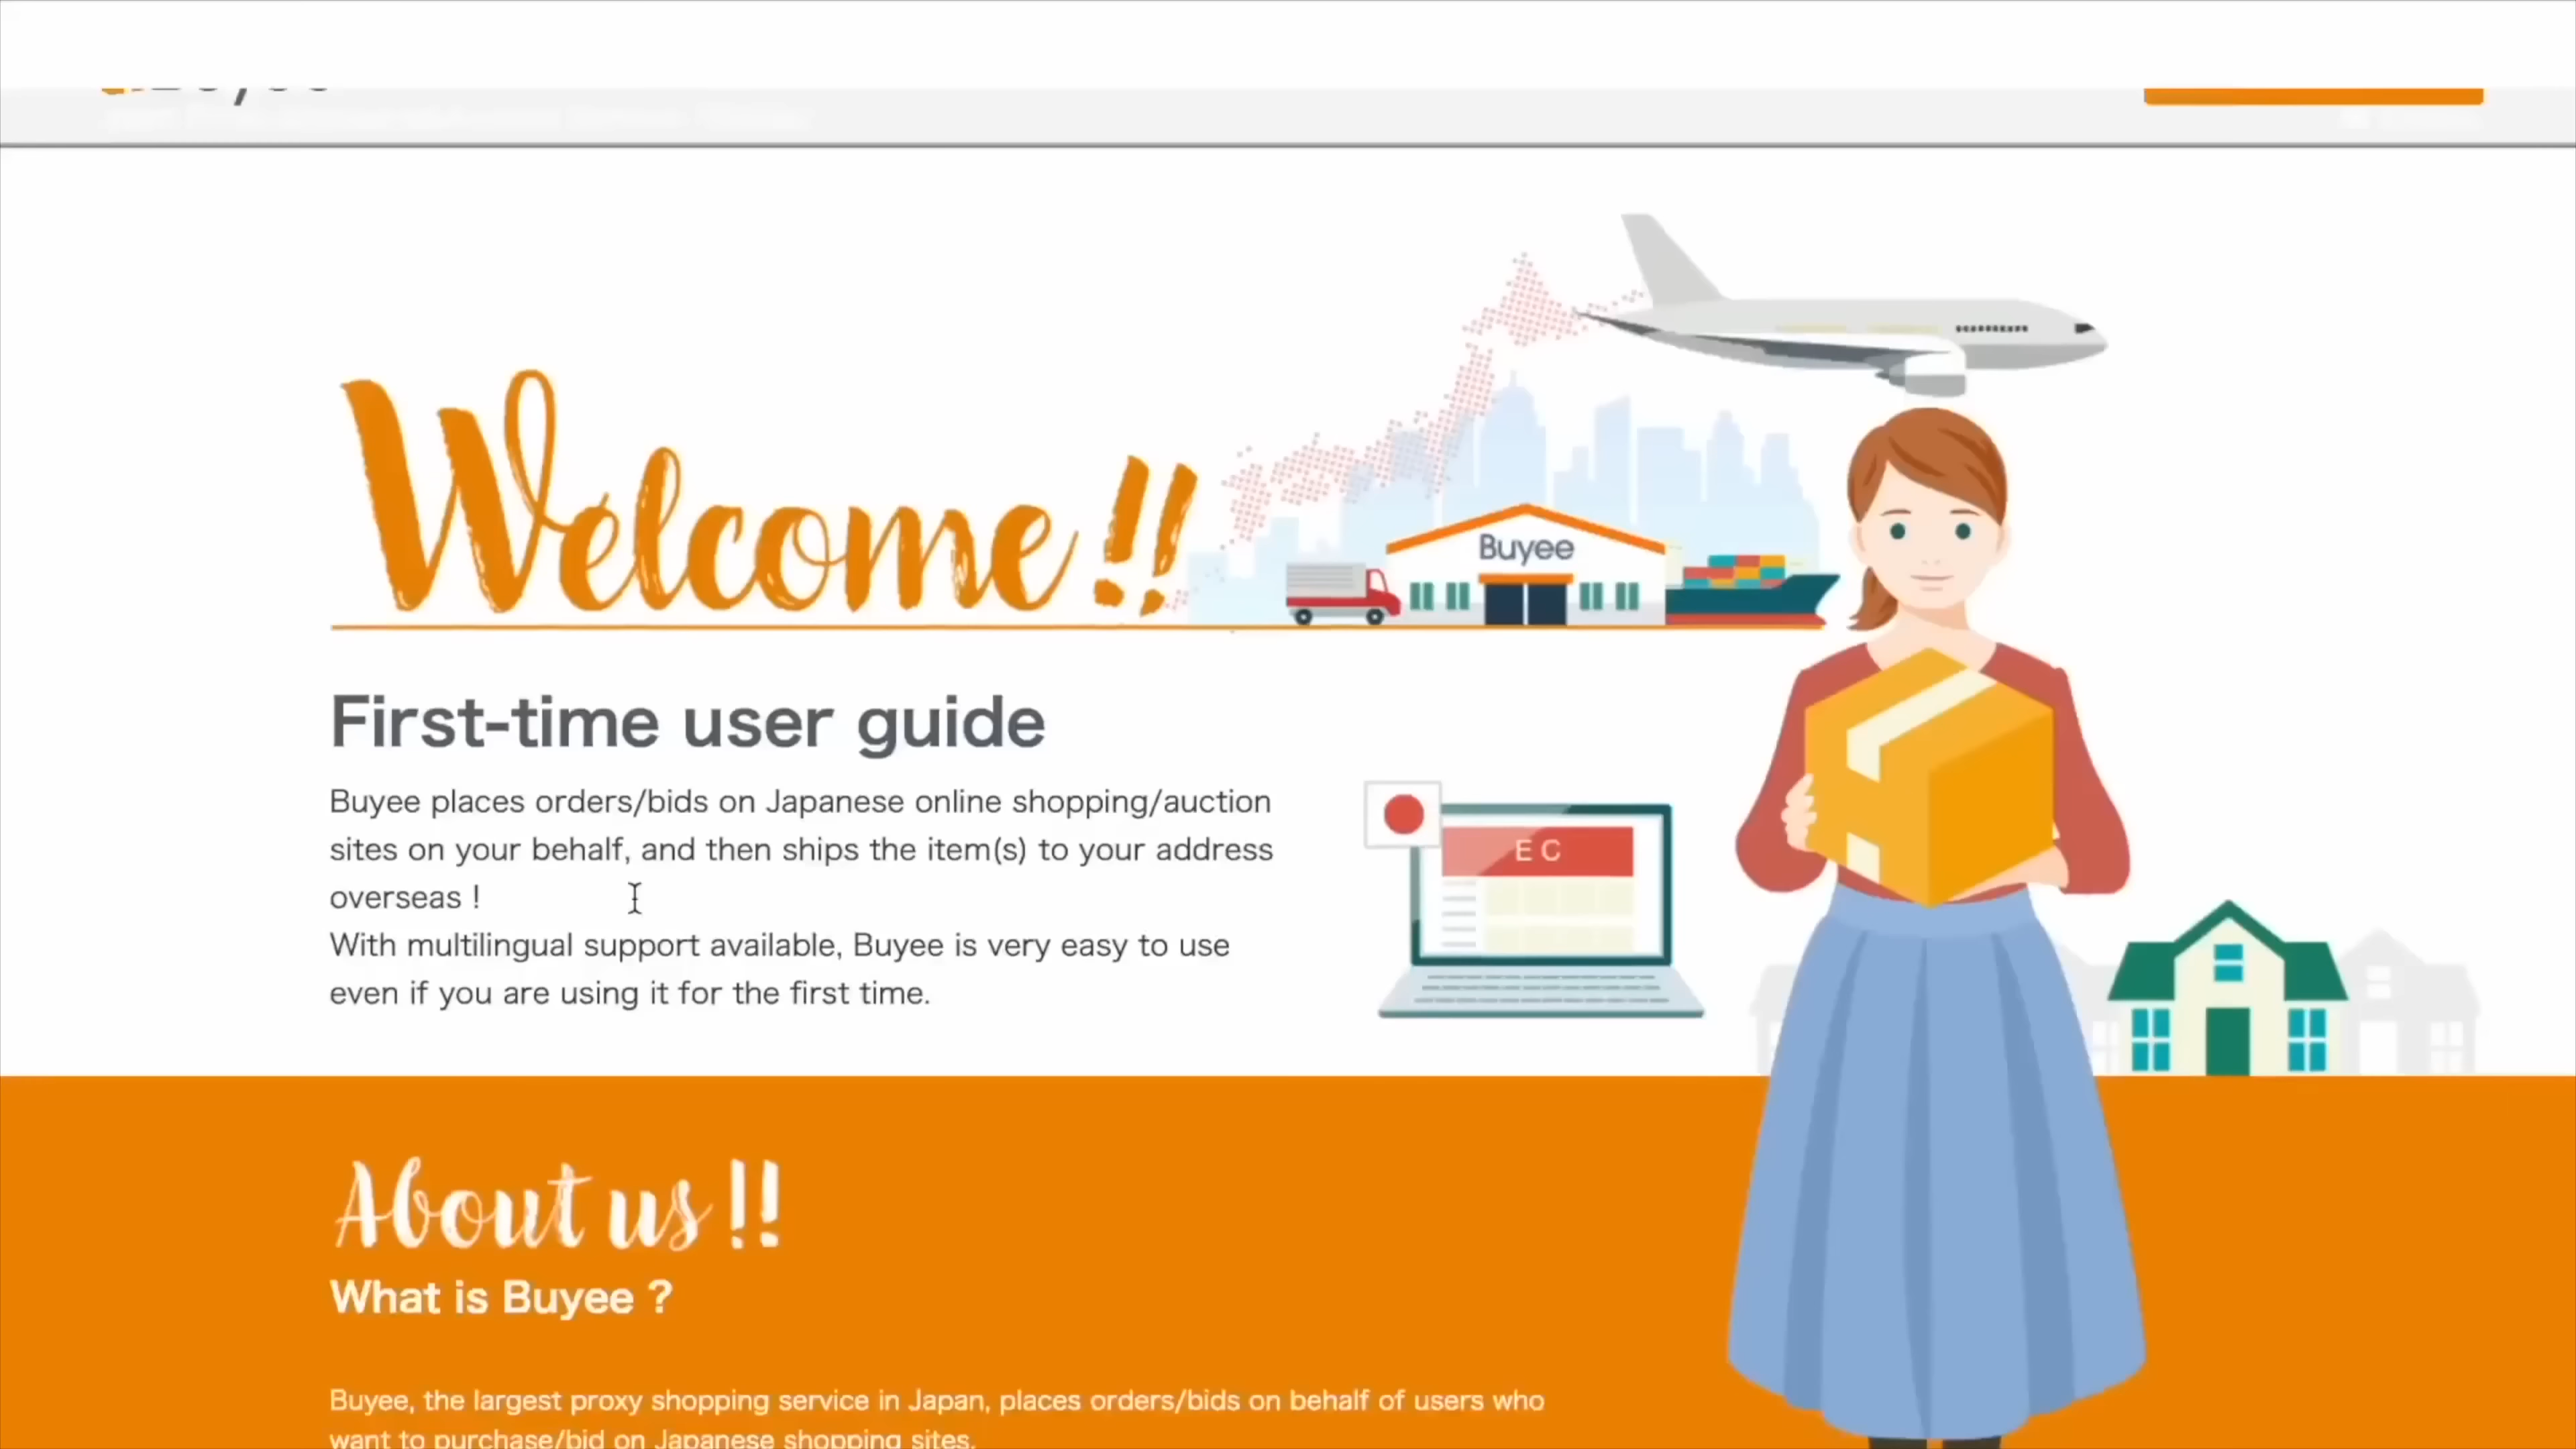 Welcome!!
Buyee
First-time user guide
Buyee places orders/bids on Japanese online shopping/auction
sites on your behalf, and then ships the item(s) to your address
overseas !
With multilingual support available, Buyee is very easy to use
even if you are using it for the first time.
EC
About us!!
What is Buyee ?
Buyee, the largest proxy shopping service in Japan, places orders/bids on behalf of users who
want to purchase/bid on Japanese shopping sites.